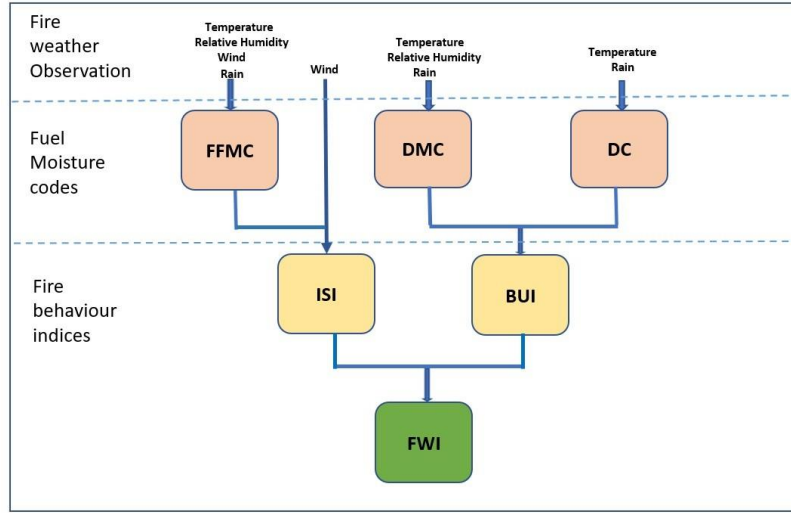 Fire
weather
Observation
Temperature
Relative Humidity
Wind
Rain
Wind
Temperature
Relative Humidity
Rain
Temperature
Rain
Fuel
Moisture
codes
FFMC
DMC
DC
Fire
behaviour
indices
ISI
BUI
FWI